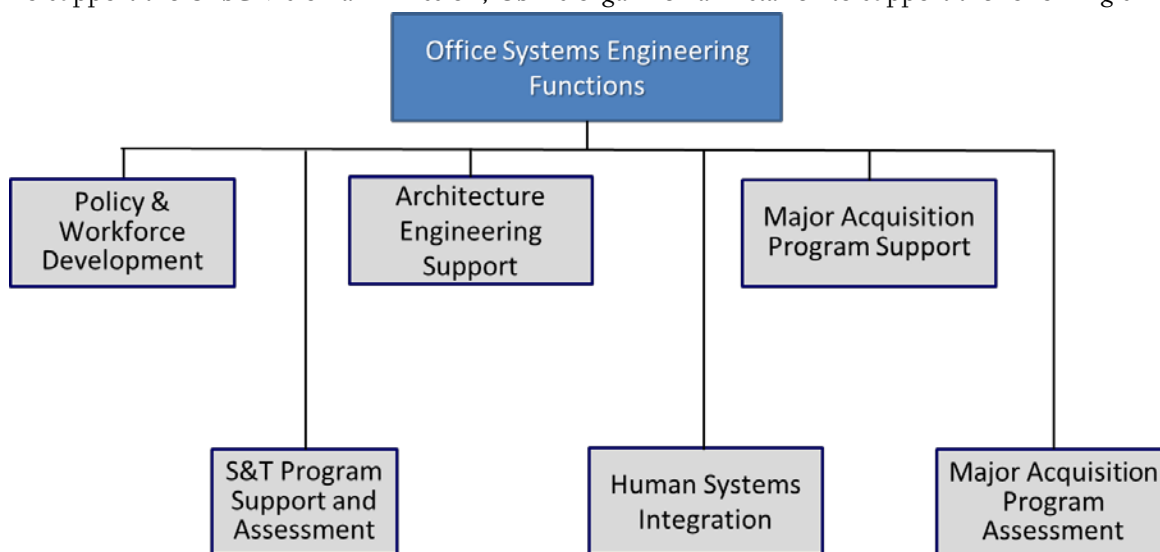 Office Systems Engineering
Functions
Policy &
Workforce
Development
Architecture
Engineering
Support
Major Acquisition
Program Support
S&T Program
Support and
Assessment
Human Systems
Integration
Major Acquisition
Program
Assessment